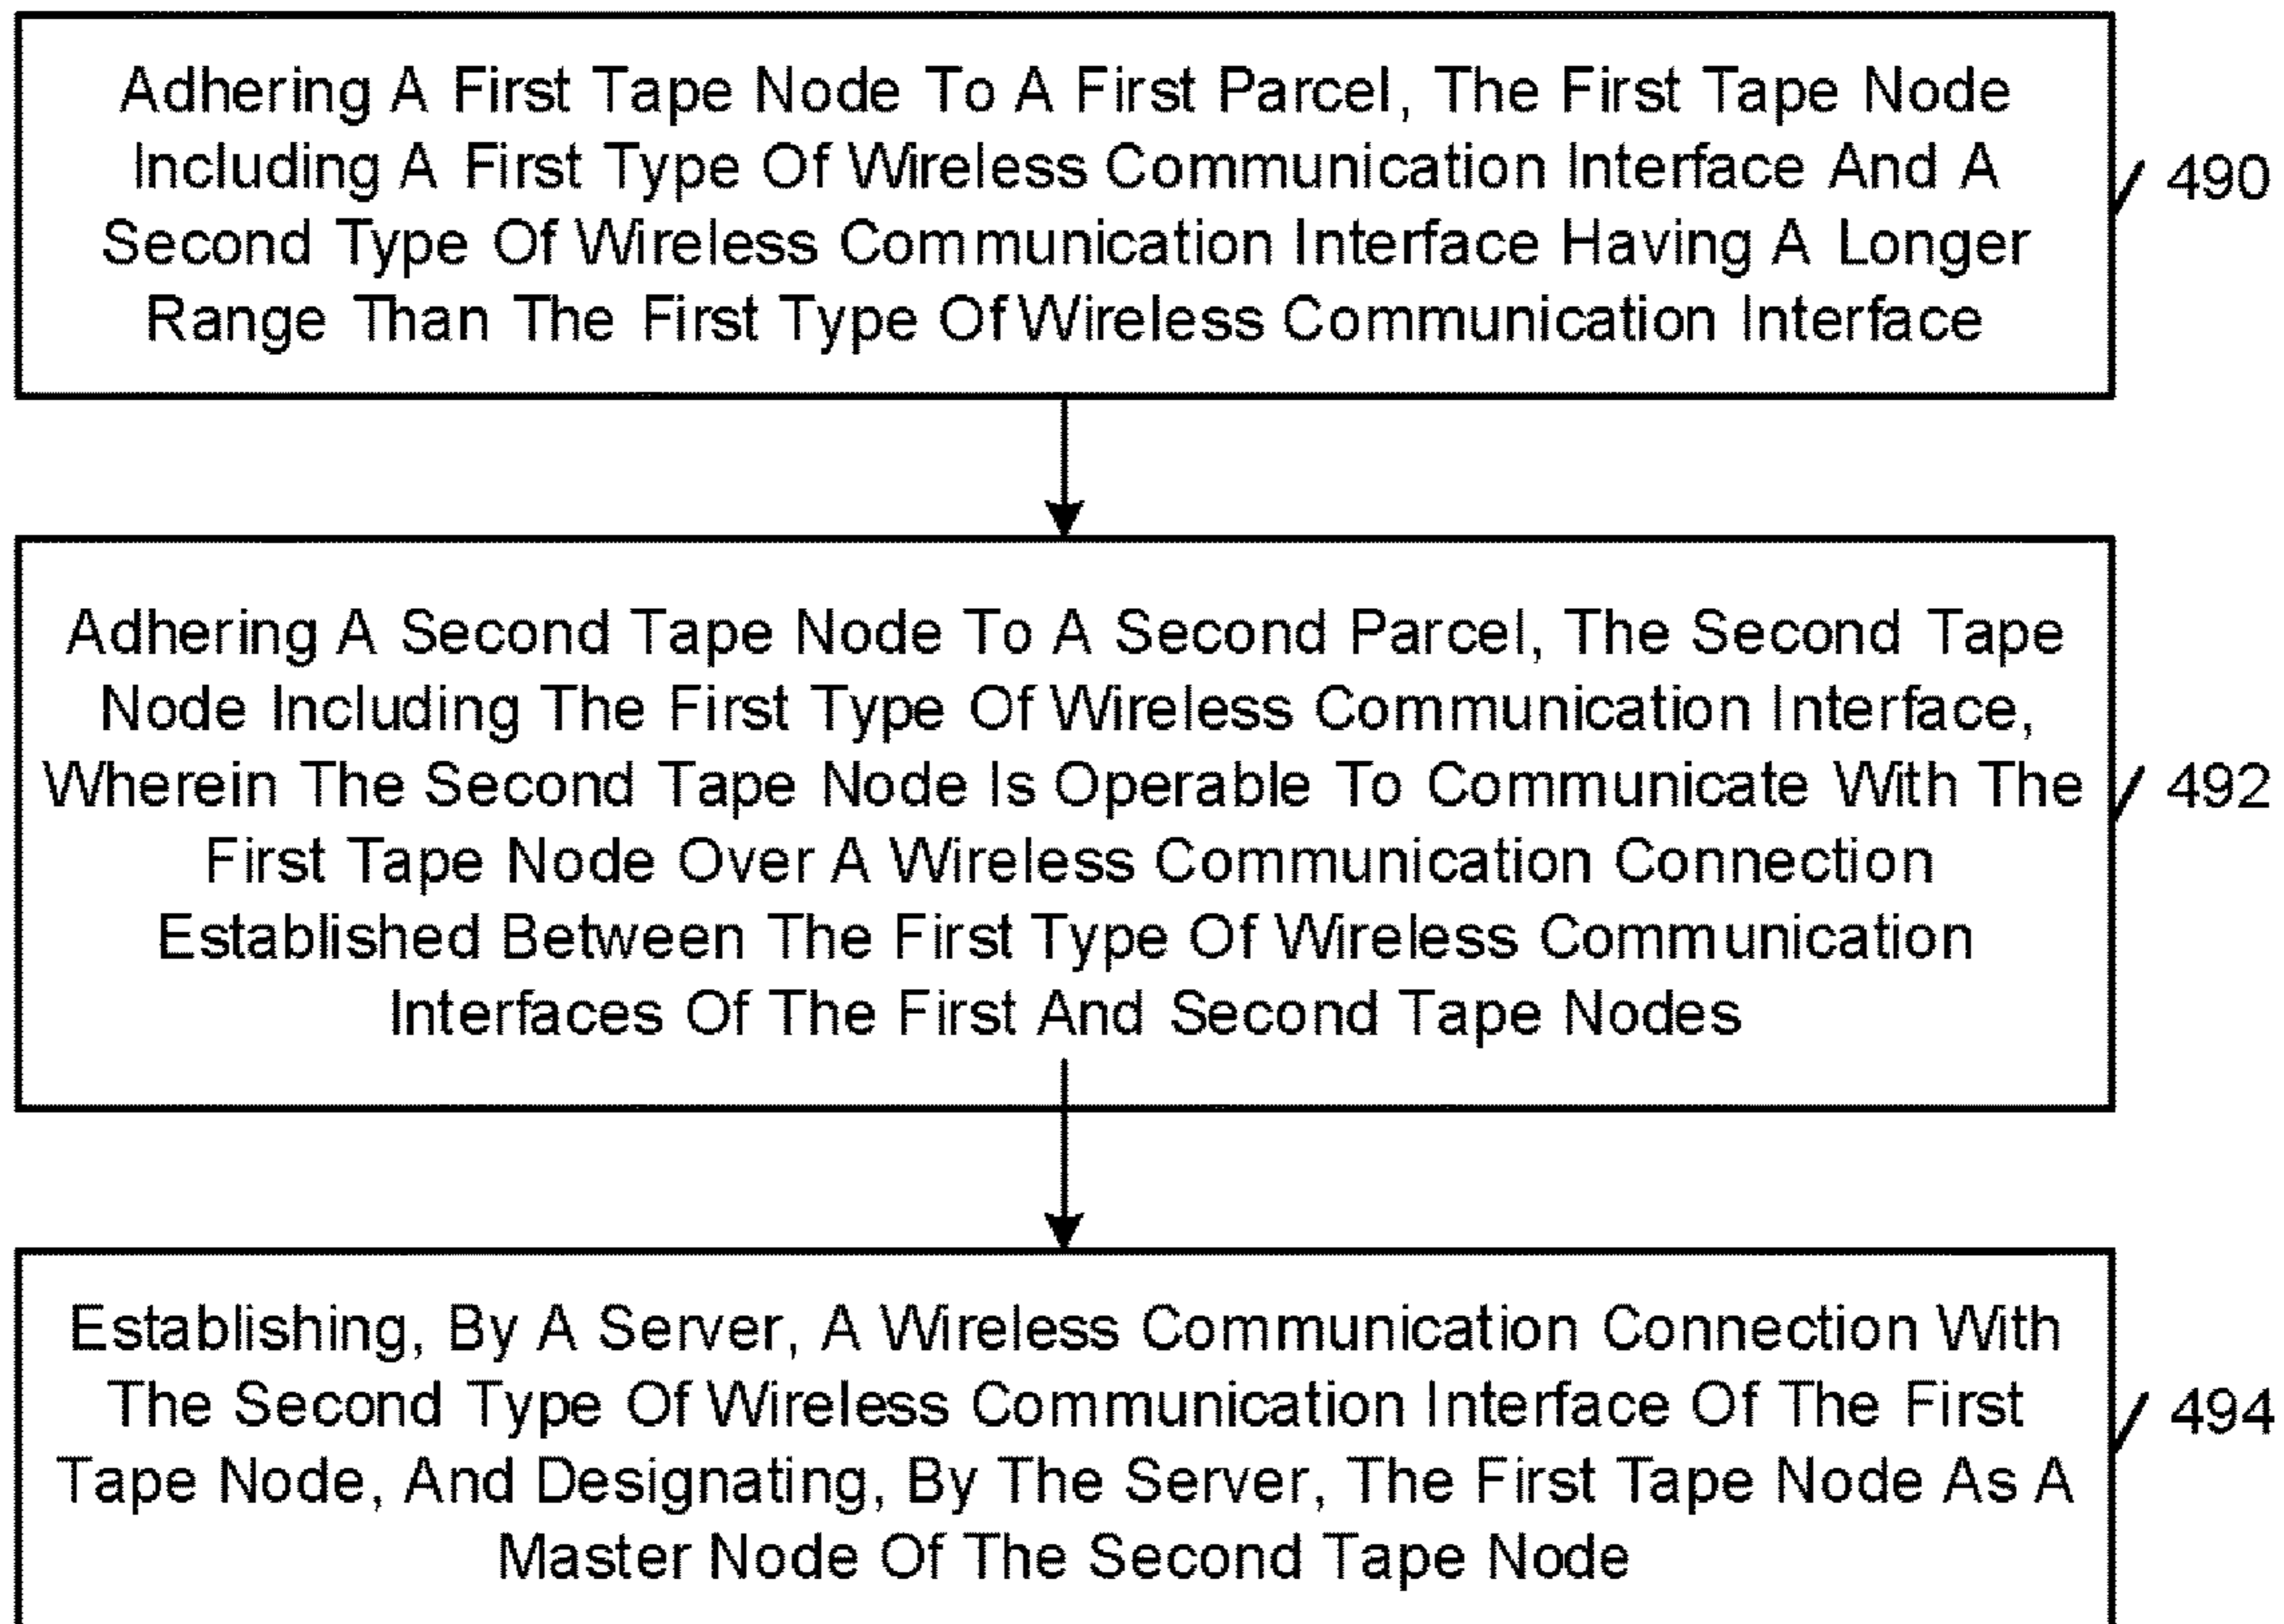 Adhering A First Tape Node To A First Parcel, The First Tape Node
Including A First Type Of Wireless Communication Interface And A
Second Type Of Wireless Communication Interface Having A Longer
Range Than The First Type Of Wireless Communication Interface
490
Adhering A Second Tape Node To A Second Parcel, The Second Tape
Node Including The First Type Of Wireless Communication Interface,
Wherein The Second Tape Node Is Operable To Communicate With The
First Tape Node Over A Wireless Communication Connection
Established Between The First Type Of Wireless Communication
Interfaces Of The First And Second Tape Nodes
492
Establishing, By A Server, A Wireless Communication Connection With
The Second Type Of Wireless Communication Interface Of The First
Tape Node, And Designating, By The Server, The First Tape Node As A
Master Node Of The Second Tape Node
494